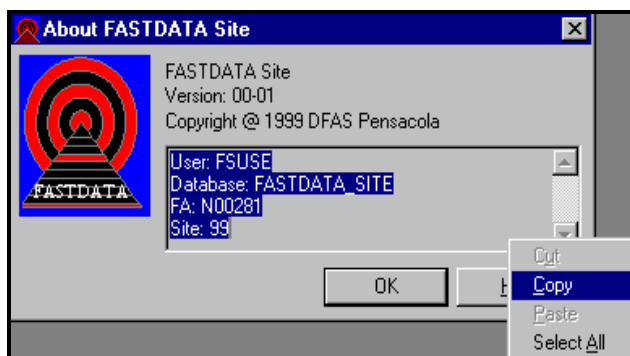 About FASTDATA Site
FASTDATA Site
Version: 00-01
Copyright @ 1999 DFAS Pensacola
FASTDATA
User: FSUSE
Database: FASTDATA_SITE
FA: N00281
Site: 99
OK
Cut
Copy
Paste
Select All